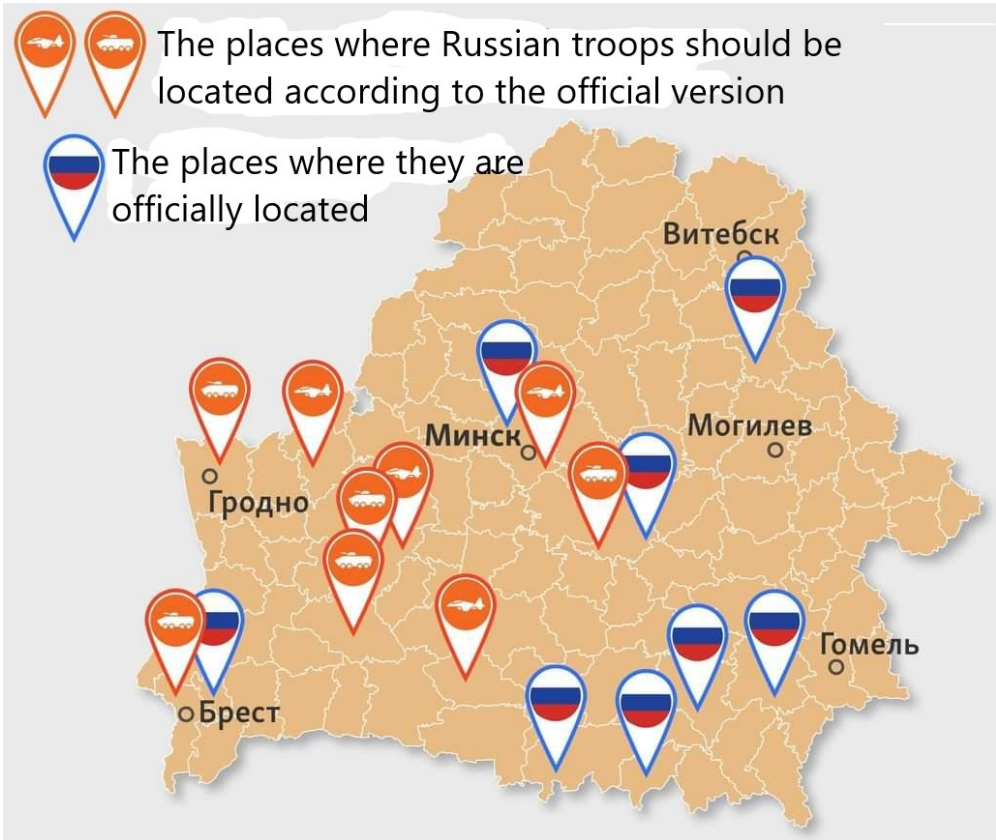 The places where Russian troops should be
located according to the official version
The places where they are
officially located
Витебск
Минск
Могилев
Гродно
Гомель
Брест